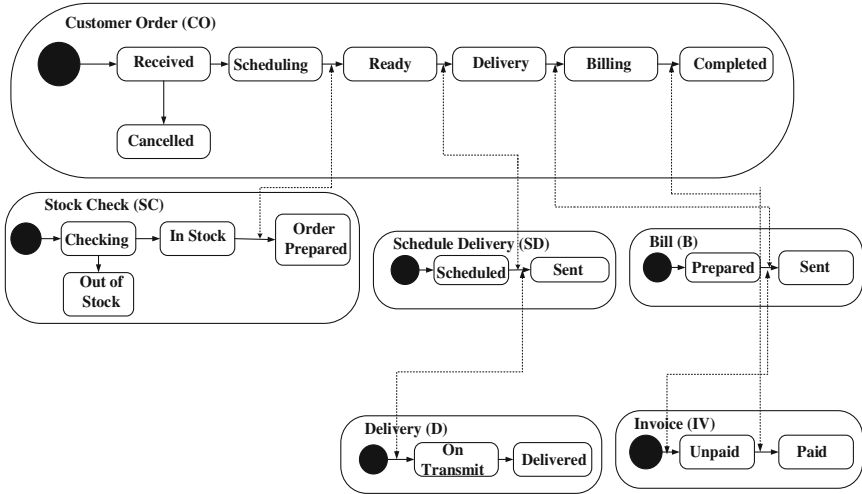 Customer Order (CO)
Received
Scheduling
Ready
Delivery
Billing
Completed
Cancelled
Stock Check (SC)
Checking
In Stock
Order
Prepared
Out of
Stock
Schedule Delivery (SD)
Scheduled
Sent
Bill (B)
Prepared
Sent
Delivery (D)
On
Transmit
Delivered
Invoice (IV)
Unpaid
Paid